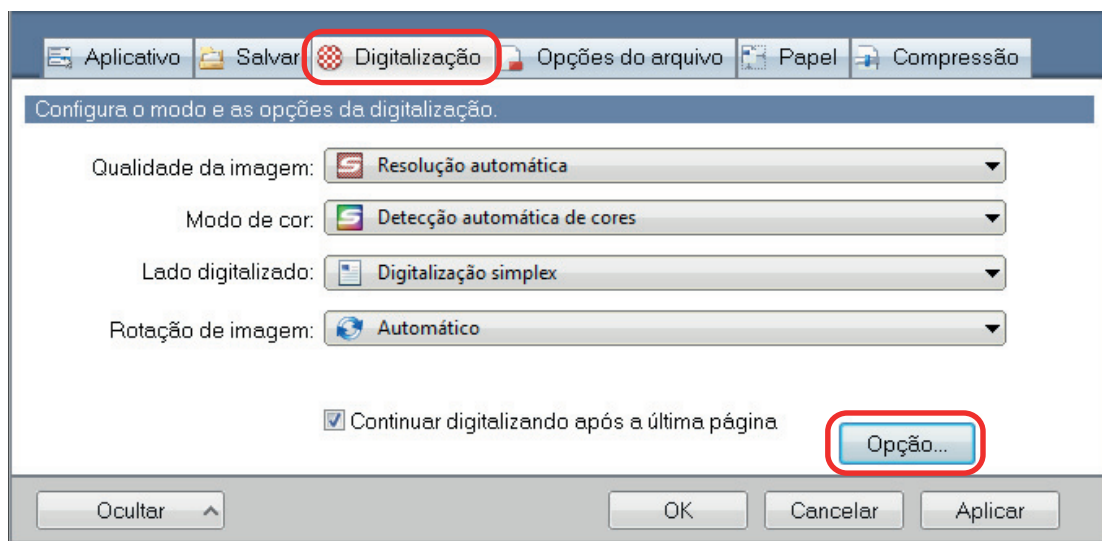 Aplicativo Salvar Digitalização Opções do arquivo Papel Compressão
Configura o modo e as opções da digitalização.
Qualidade da imagem: Resolução automática
Modo de cor: Detecção automática de cores
Lado digitalizado: Digitalização simplex
Rotação de imagem: Automático
Continuar digitalizando após a última página
Opção...
Ocultar OK Cancelar Aplicar